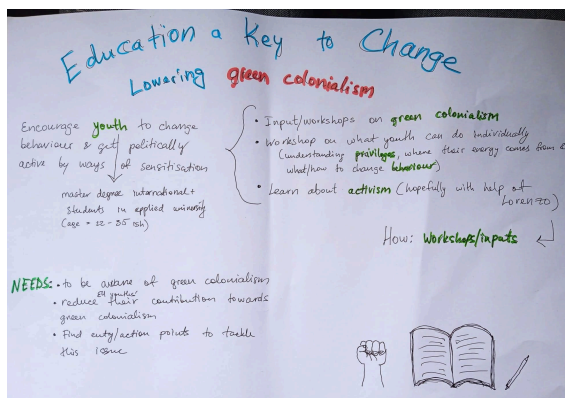 Education a Key to Change
Lowering green colonialism
Encourage youth to change
behaviour & get politically
active by ways of sensitisation
master degree international +
students in applied university
(age = 22-35 ish)
• Input/workshops on green colonialism
• Workshop on what youth can do individually
(understanding privileges, where their energy comes from &
what/how to change behaviour)
• Learn about activism (hopefully with help of
Lorenzo)
How: Workshops/inputs
NEEDS: • to be aware of green colonialism
• reduce their contribution towards
green colonialism
• Find entry/action points to tackle
this issue